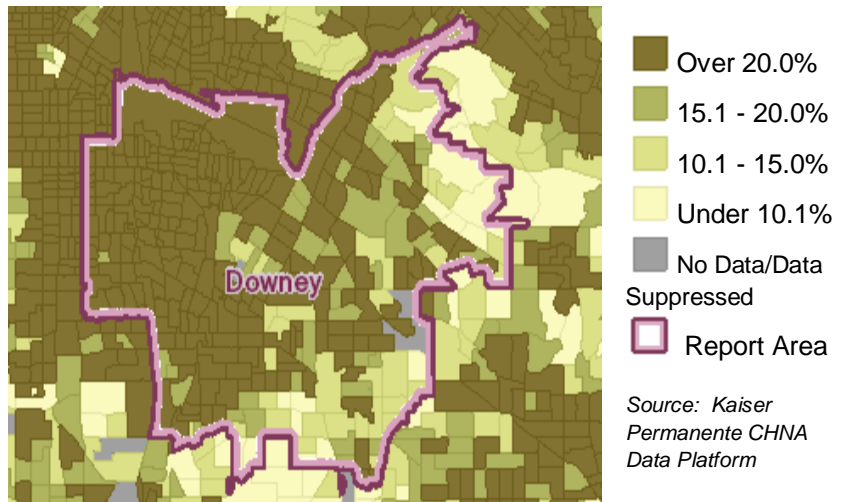 Downey
Over 20.0%
15.1 - 20.0%
10.1 - 15.0%
Under 10.1%
No Data/Data
Suppressed
Report Area
Source: Kaiser
Permanente CHNA
Data Platform